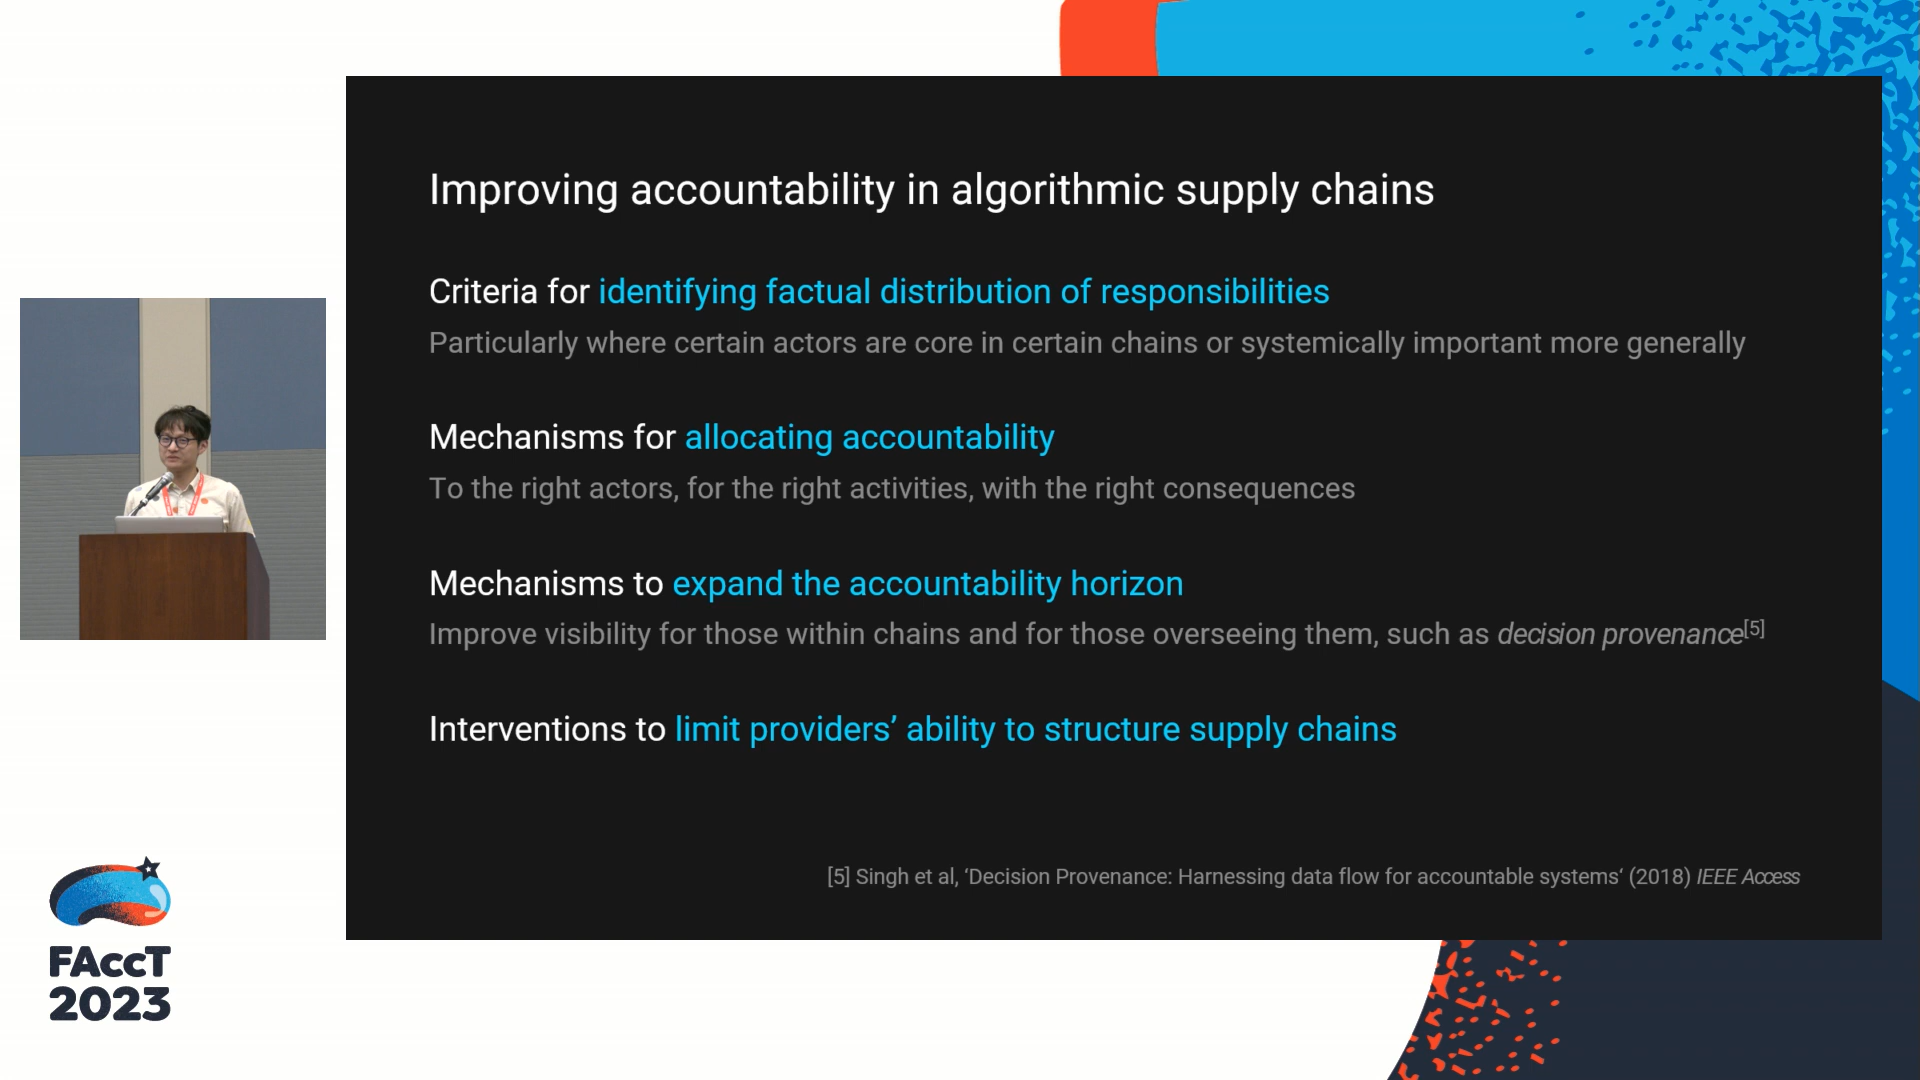 Improving accountability in algorithmic supply chains
Criteria for identifying factual distribution of responsibilities
Particularly where certain actors are core in certain chains or systemically important more generally
Mechanisms for allocating accountability
To the right actors, for the right activities, with the right consequences
Mechanisms to expand the accountability horizon
Improve visibility for those within chains and for those overseeing them, such as decision provenance[5]
Interventions to limit providers’ ability to structure supply chains
[5] Singh et al, ‘Decision Provenance: Harnessing data flow for accountable systems‘ (2018) IEEE Access
FAccT
2023